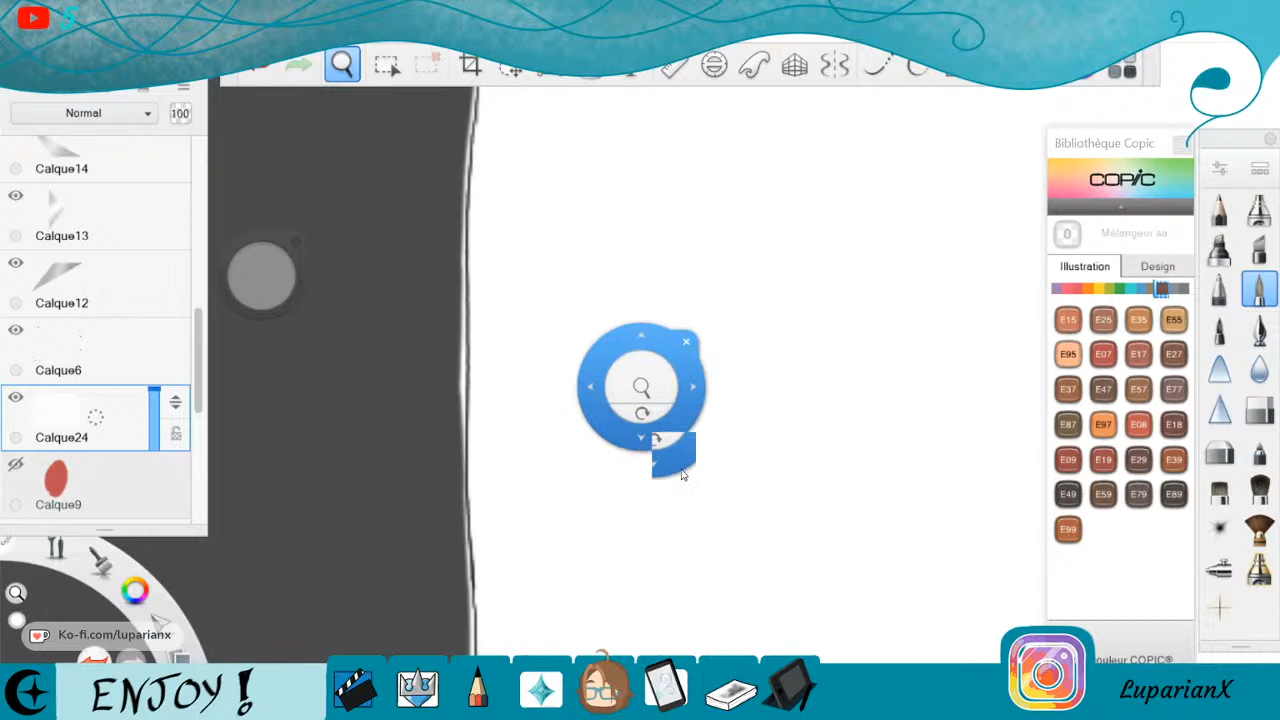 Normal
100
Calque14
Calque13
Calque12
Calque6
Calque24
Calque9
Bibliothèque Copic
COPIC
0 Mélangeur sa
Illustration Design
E15 E25 E35 E55
E95 E07 E17 E27
E37 E47 E57 E77
E87 E97 E08 E18
E09 E19 E29 E39
E49 E59 E79 E89
E99
ouleur COPIC®
Ko-fi.com/luparianx
ENJOY !
LuparianX